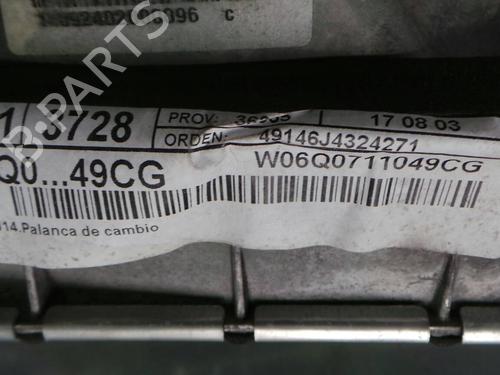 C
1 3728
PROV: 17 08 03
ORDEN: 49146J4324271
Q0...49CG
W06Q0711049CG
014.Palanca de cambio
B-PARTS